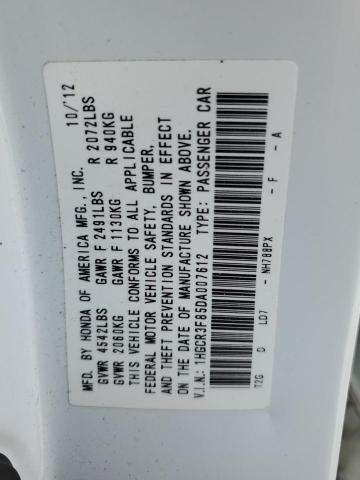 MFD. BY HONDA OF AMERICA MFG., INC. 10/'12
GVWR 4542LBS GAWR F 2491LBS R 2072LBS
GVWR 2060KG GAWR F 1130KG R 940KG
THIS VEHICLE CONFORMS TO ALL APPLICABLE
FEDERAL MOTOR VEHICLE SAFETY, BUMPER,
AND THEFT PREVENTION STANDARDS IN EFFECT
ON THE DATE OF MANUFACTURE SHOWN ABOVE.
V.I.N.: 1HGCR3F85DA007612 TYPE: PASSENGER CAR
T2G D LD7 - NH788PX - F - A